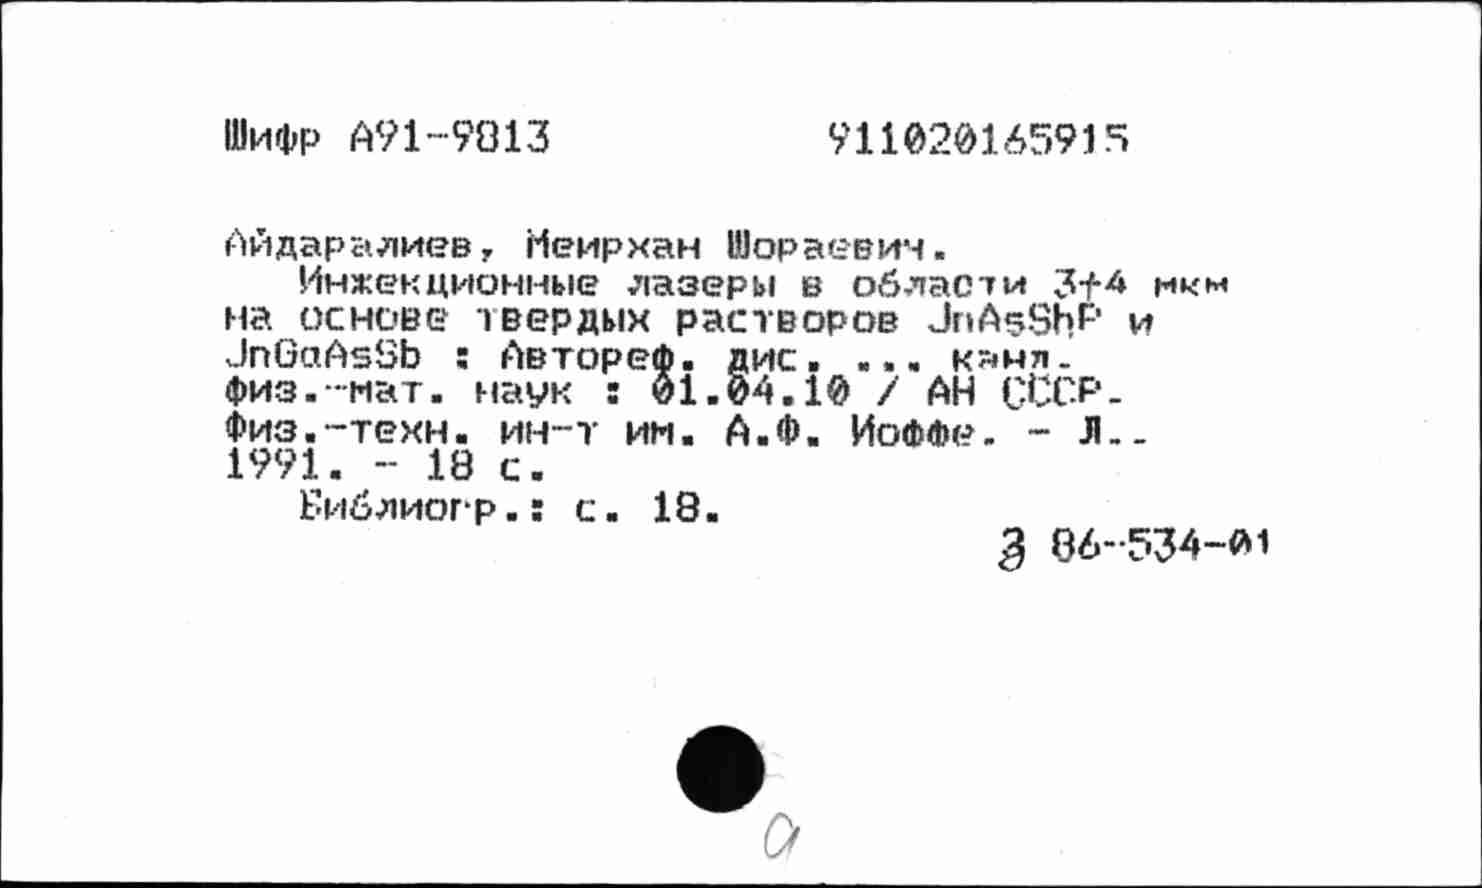 Шифр А91-9813 911020165915
Айдаралиев, Меирхан Шораевич.
Инжекционные лазеры в области 3+4 мкм
на основе твердых растворов JnAsSbP и
JnGaAsSb : Автореф. дис. ... канд.
физ.-мат. наук : 01.04.10 / АН СССР.
Физ.-техн. ин-т им. А.Ф. Иоффе. - Л..
1991. - 18 с.
Библиогр.: с. 18.
З 86-534-01
а